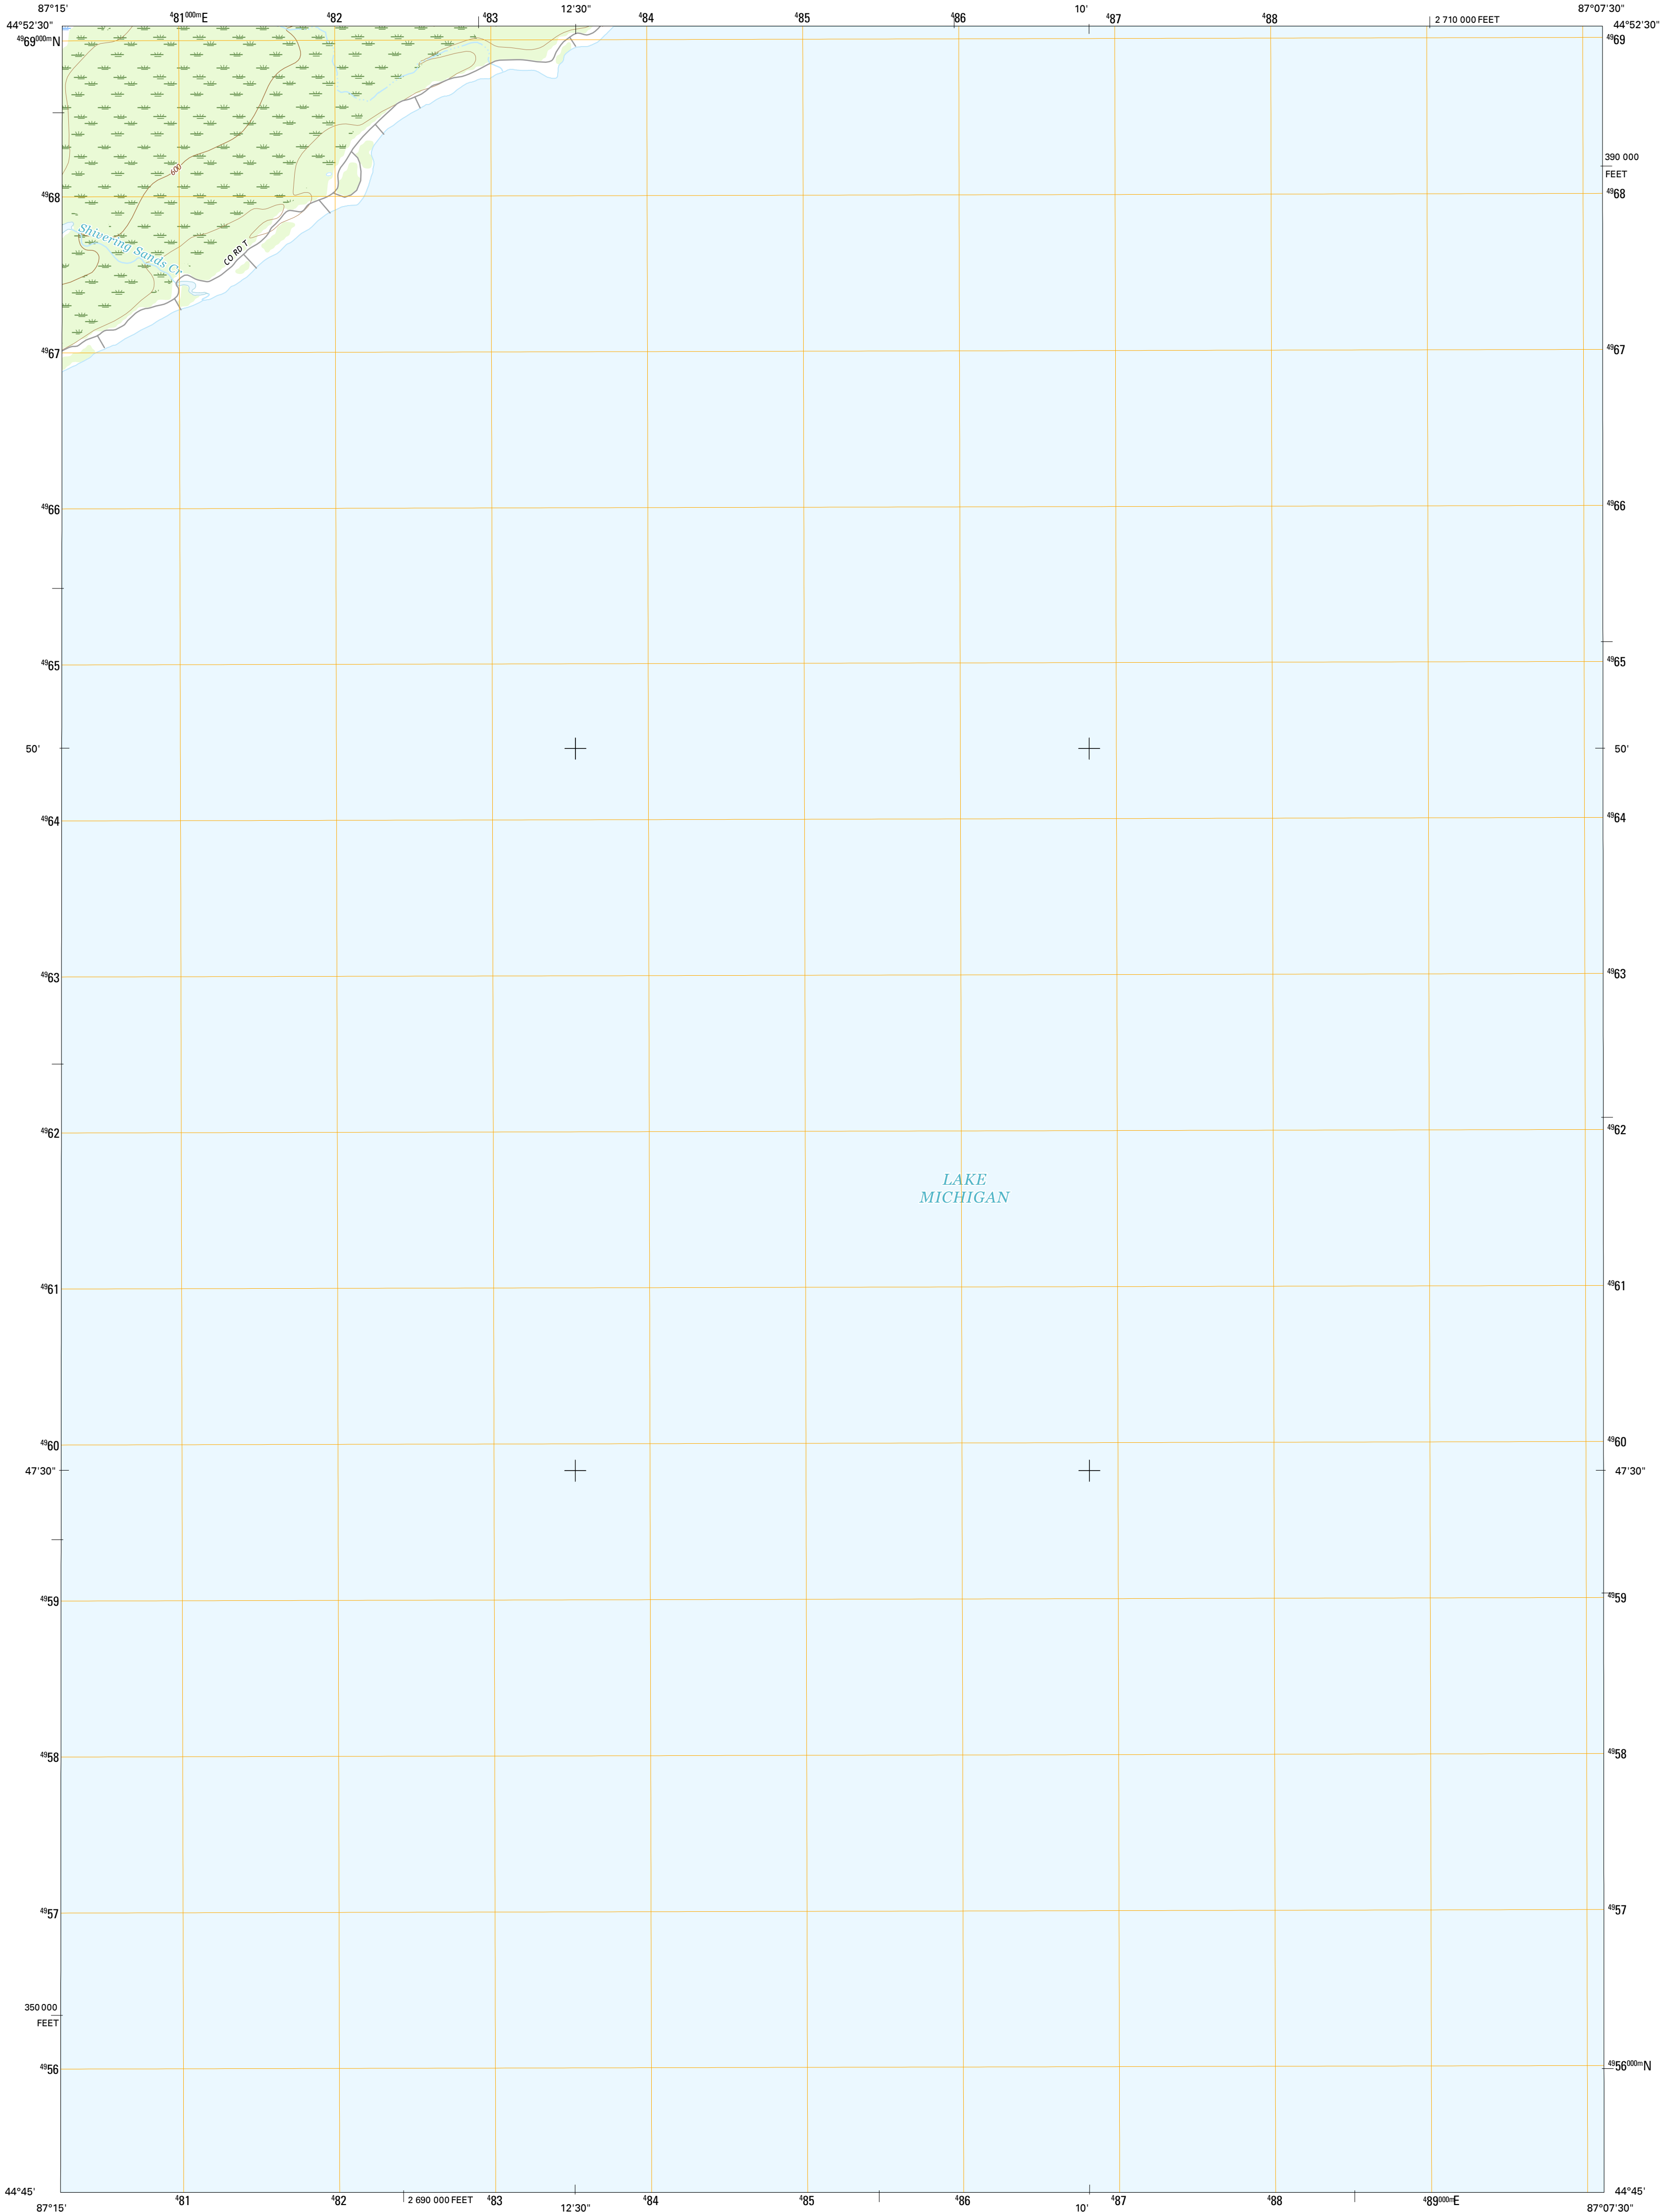 87°15' 481000mE 482 483 12'30" 484 485 486 10' 487 488 2 710 000 FEET 87°07'30"
44°52'30" 44°52'30"
4969000mN 4969
390 000
FEET
600
4968 4968
Shivering Sands Cr
CO RD T
4967 4967
4966 4966
4965 4965
50' 50'
4964 4964
4963 4963
4962 4962
LAKE
MICHIGAN
4961 4961
4960 4960
47'30" 47'30"
4959 4959
4958 4958
4957 4957
350 000
FEET
4956 4956000mN
44°45' 44°45'
87°15' 481 482 2 690 000 FEET 483 12'30" 484 485 486 10' 487 488 489000mE 87°07'30"